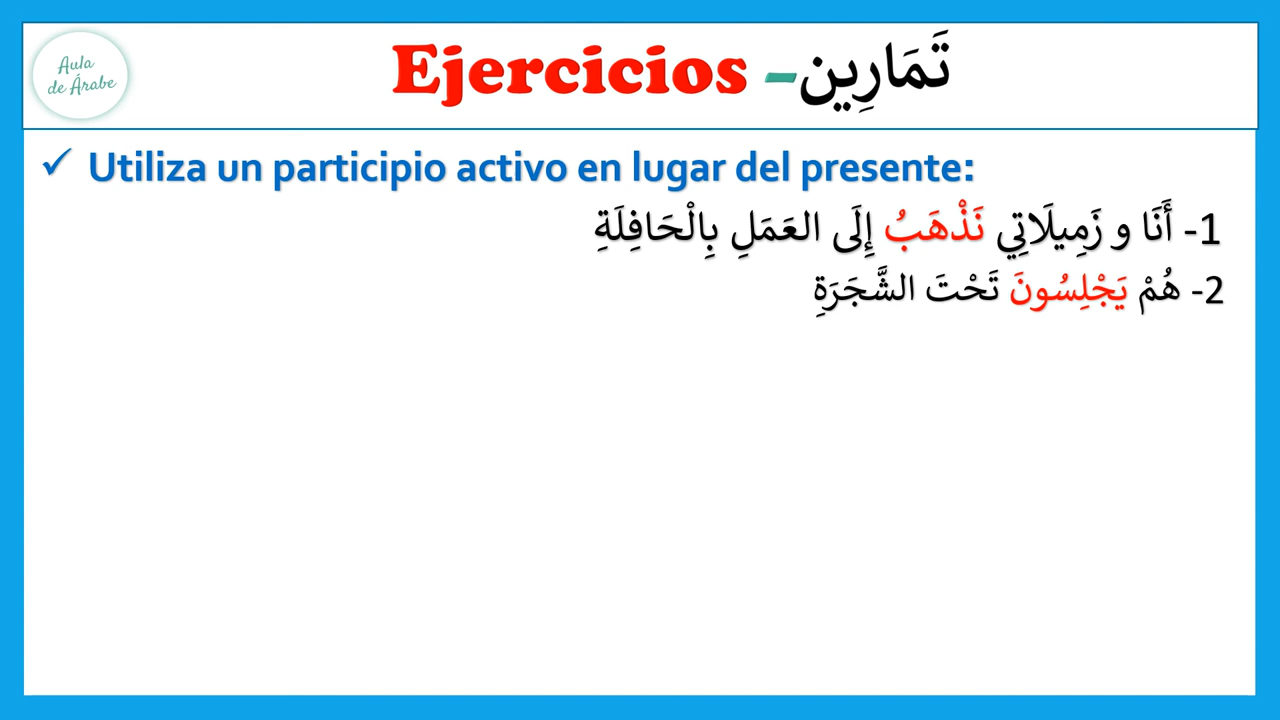 Aula
de Árabe
Ejercicios –تَمَارِين
✓ Utiliza un participio activo en lugar del presente:
1- أَنَا و زَمِيلَاتِي نَذْهَبُ إِلَى العَمَلِ بِالْحَافِلَةِ
2- هُمْ يَجْلِسُونَ تَحْتَ الشَّجَرَةِ